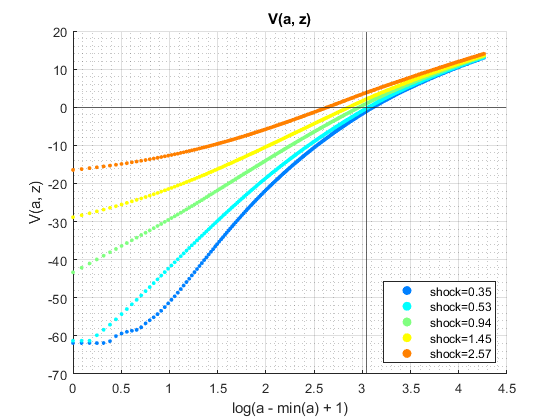 V(a, z)
20
10
0
-10
-20
-30
-40
-50
-60
-70
V(a, z)
shock=0.35
shock=0.53
shock=0.94
shock=1.45
shock=2.57
0 0.5 1 1.5 2 2.5 3 3.5 4 4.5
log(a - min(a) + 1)